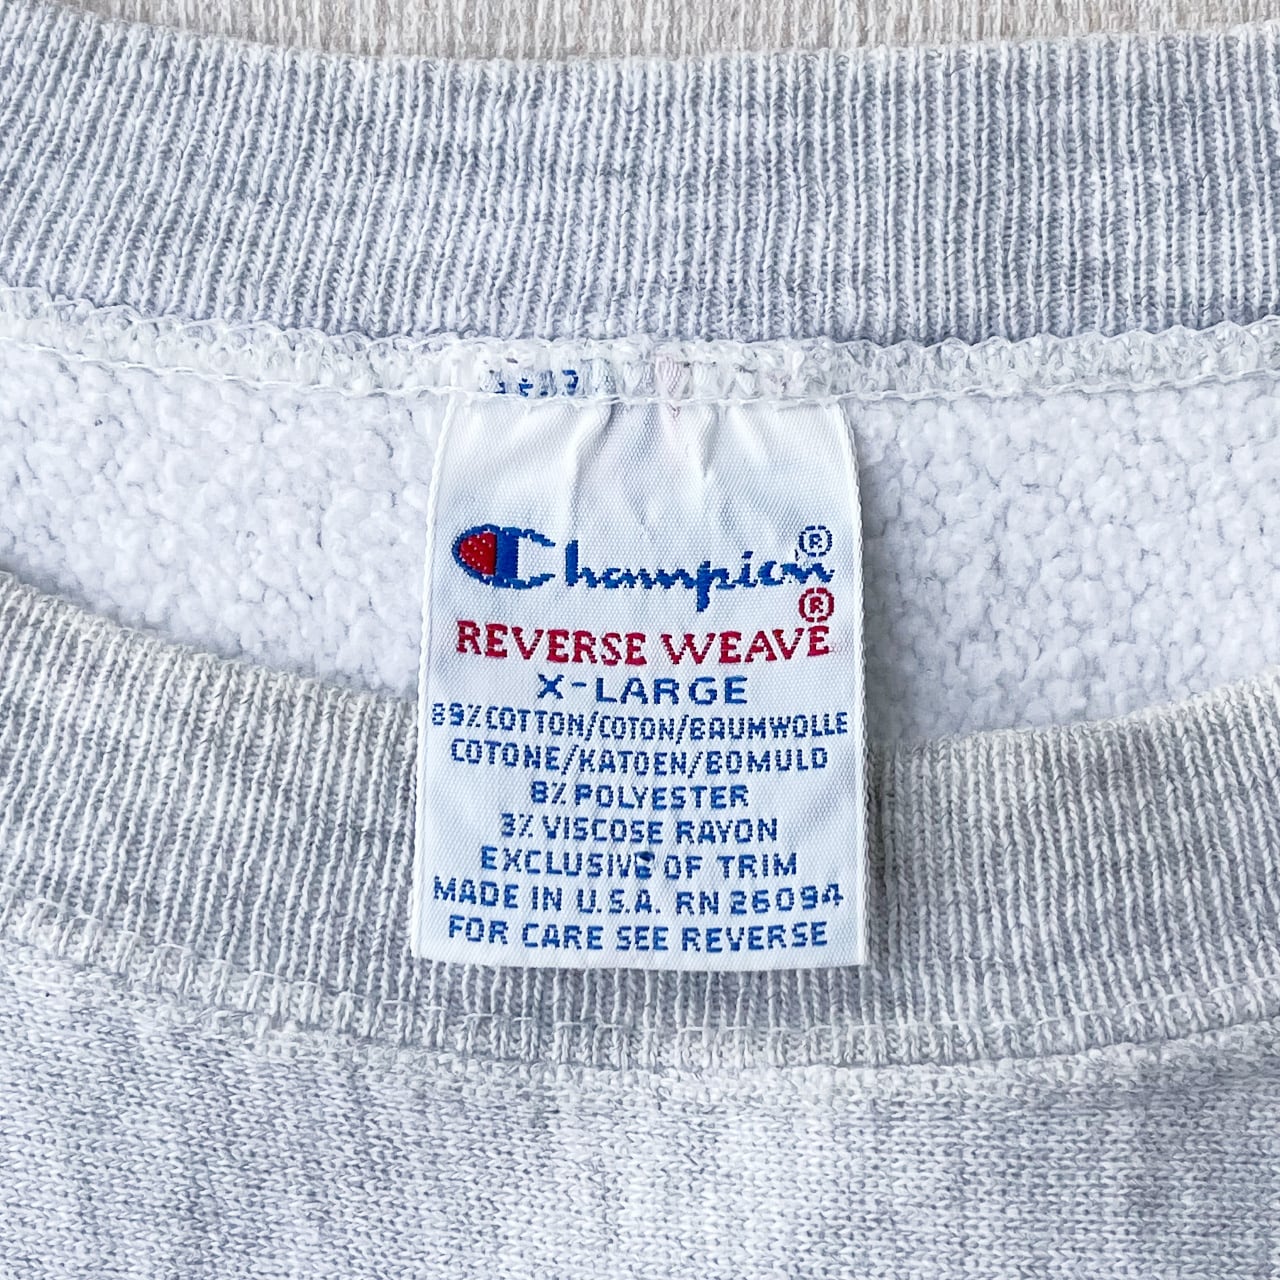 Champion®
REVERSE WEAVE®
X-LARGE
89% COTTON/COTON/BAUMWOLLE
COTONE/KATOEN/BOMULD
8% POLYESTER
3% VISCOSE RAYON
EXCLUSIVE OF TRIM
MADE IN U.S.A. RN 26094
FOR CARE SEE REVERSE